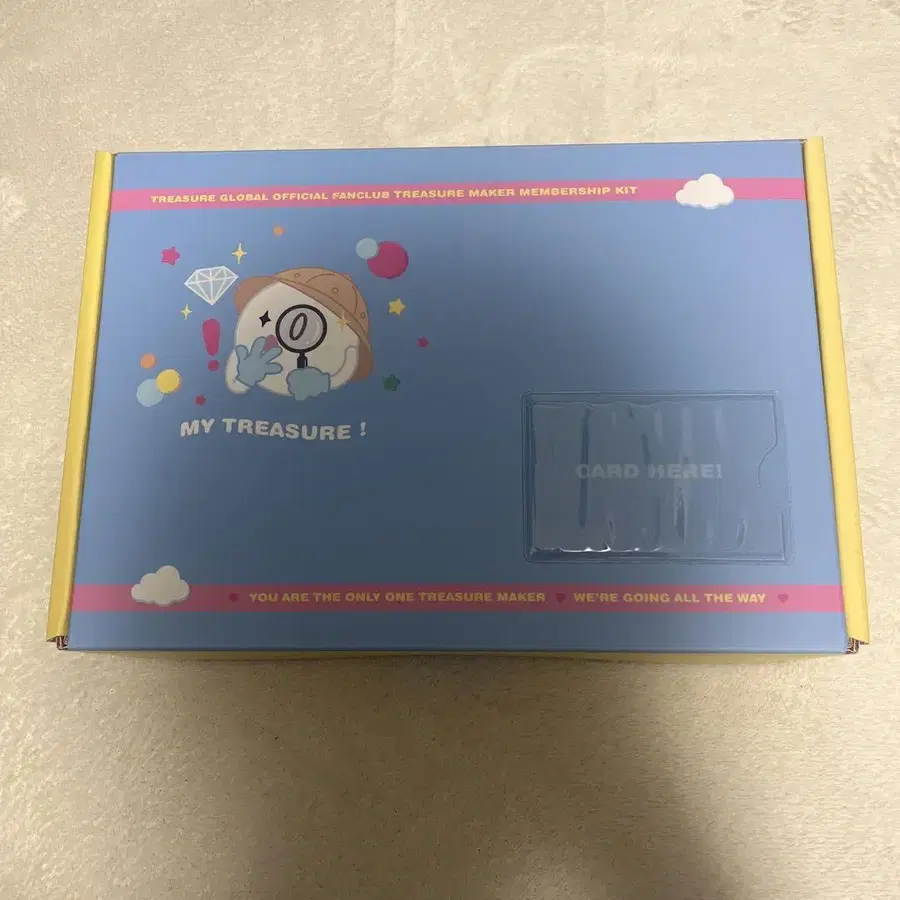 TREASURE GLOBAL OFFICIAL FANCLUB TREASURE MAKER MEMBERSHIP KIT
MY TREASURE !
CARD HERE!
YOU ARE THE ONLY ONE TREASURE MAKER WE'RE GOING ALL THE WAY